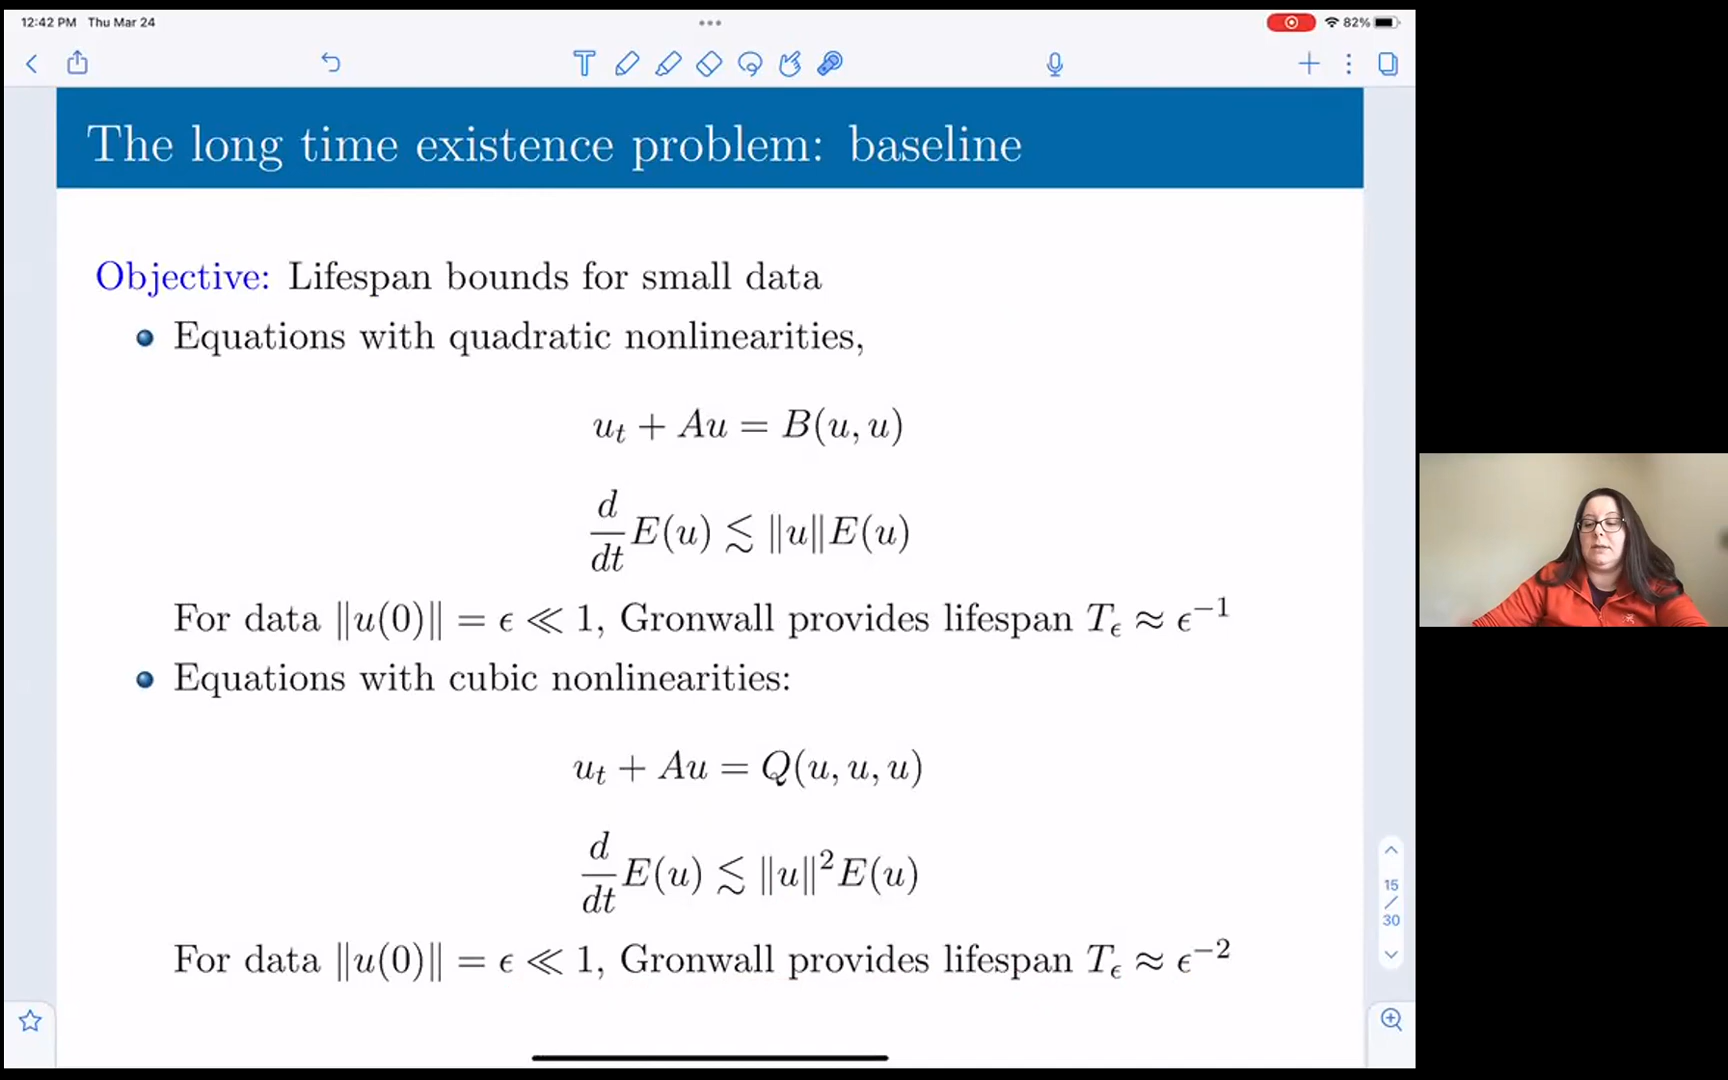 12:42 PM Thu Mar 24
82%
The long time existence problem: baseline
Objective: Lifespan bounds for small data
Equations with quadratic nonlinearities,
u_t + Au = B(u, u)
d/dt E(u) ≲ ‖u‖E(u)
For data ‖u(0)‖ = ϵ ≪ 1, Gronwall provides lifespan T_ϵ ≈ ϵ^{-1}
Equations with cubic nonlinearities:
u_t + Au = Q(u, u, u)
d/dt E(u) ≲ ‖u‖²E(u)
For data ‖u(0)‖ = ϵ ≪ 1, Gronwall provides lifespan T_ϵ ≈ ϵ^{-2}
15
/
30